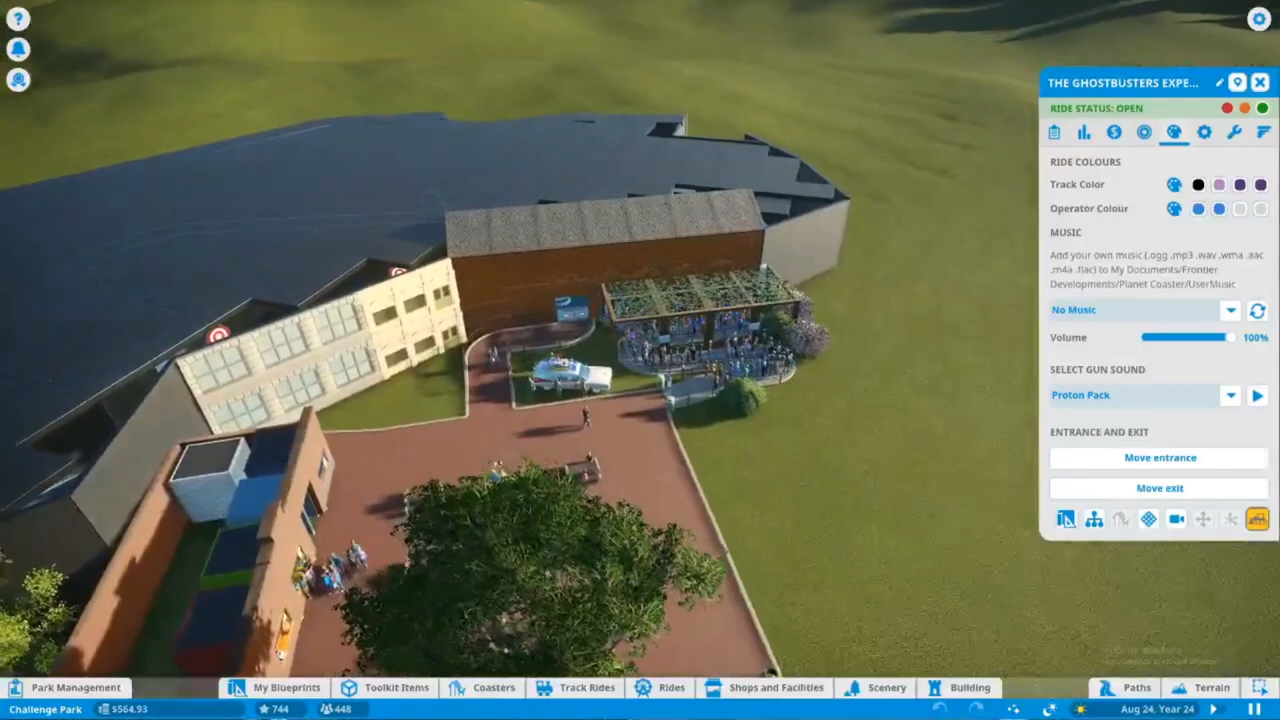 THE GHOSTBUSTERS EXPE...
RIDE STATUS: OPEN
RIDE COLOURS
Track Color
Operator Colour
MUSIC
Add your own music (.ogg .mp3 .wav .wma .aac
.m4a .flac) to My Documents/Frontier
Developments/Planet Coaster/UserMusic
No Music
Volume 100%
SELECT GUN SOUND
Proton Pack
ENTRANCE AND EXIT
Move entrance
Move exit
Park Management My Blueprints Toolkit Items Coasters Track Rides Rides Shops and Facilities Scenery Building Paths Terrain
Challenge Park $564.93 744 448 Aug 24, Year 24